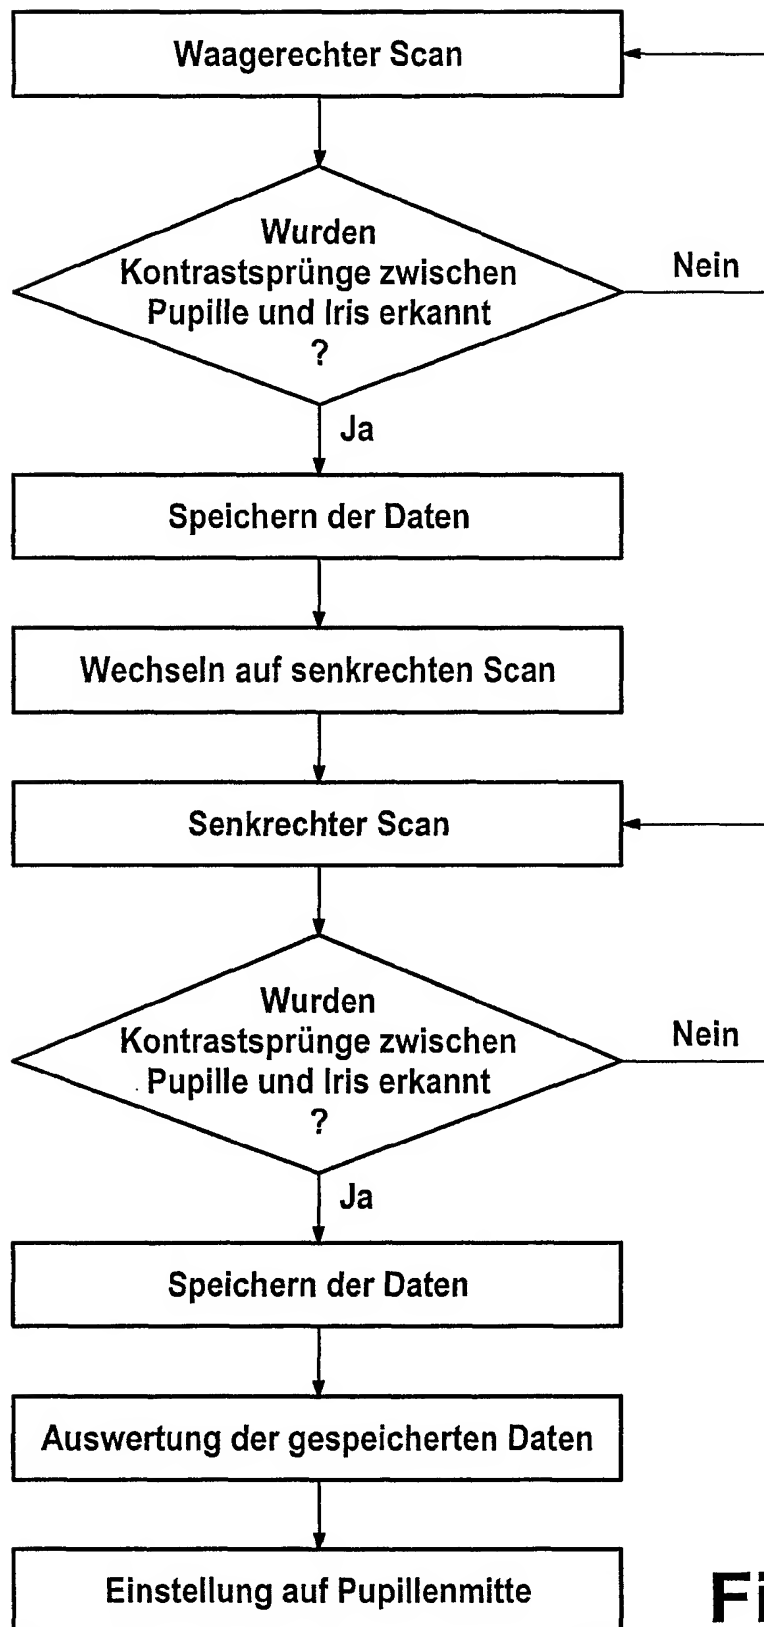 Waagerechter Scan
Wurden
Kontrastsprünge zwischen
Pupille und Iris erkannt
?
Nein
Ja
Speichern der Daten
Wechseln auf senkrechten Scan
Senkrechter Scan
Wurden
Kontrastsprünge zwischen
Pupille und Iris erkannt
?
Nein
Ja
Speichern der Daten
Auswertung der gespeicherten Daten
Einstellung auf Pupillenmitte